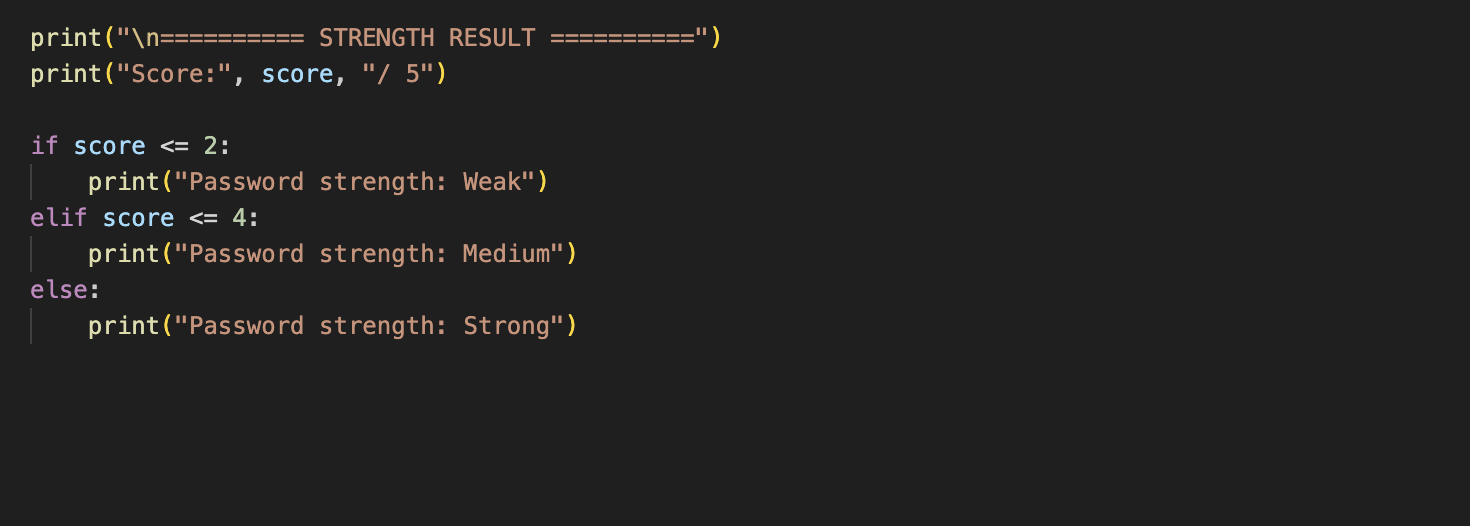 print("\n========== STRENGTH RESULT ==========")
print("Score:", score, "/ 5")
if score <= 2:
    print("Password strength: Weak")
elif score <= 4:
    print("Password strength: Medium")
else:
    print("Password strength: Strong")